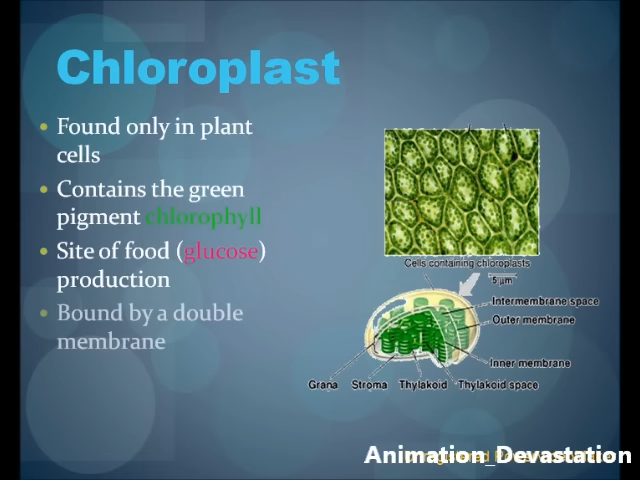 Chloroplast
Found only in plant
cells
Contains the green
pigment chlorophyll
Site of food (glucose)
production
Bound by a double
membrane
Cells containing chloroplasts
5 µm
Intermembrane space
Outer membrane
Inner membrane
Grana Stroma Thylakoid Thylakoid space
Animation_Devastation